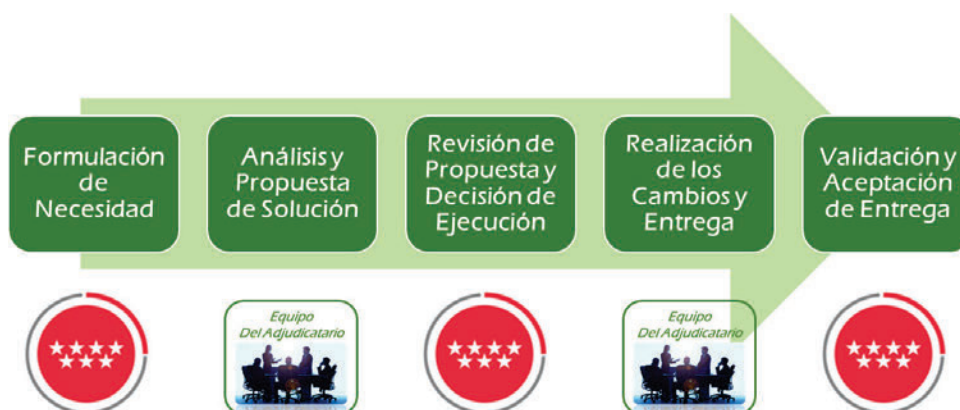 Formulación
de
Necesidad
Análisis y
Propuesta
de Solución
Revisión de
Propuesta y
Decisión de
Ejecución
Realización
de los
Cambios y
Entrega
Validación y
Aceptación
de Entrega
Equipo
Del Adjudicatario
Equipo
Del Adjudicatario